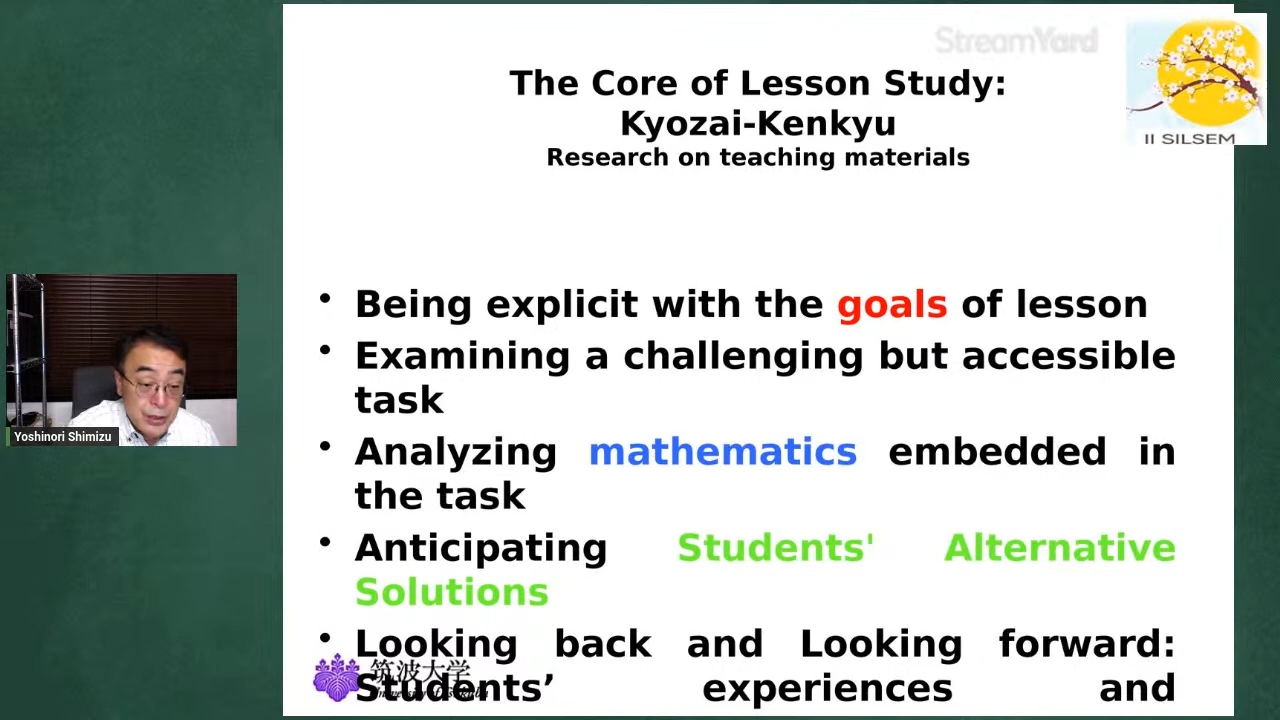 StreamYard
II SILSEM
The Core of Lesson Study:
Kyozai-Kenkyu
Research on teaching materials
• Being explicit with the goals of lesson
• Examining a challenging but accessible
task
• Analyzing mathematics embedded in
the task
• Anticipating Students' Alternative
Solutions
• Looking back and Looking forward:
Students’ experiences and
筑波大学
Yoshinori Shimizu